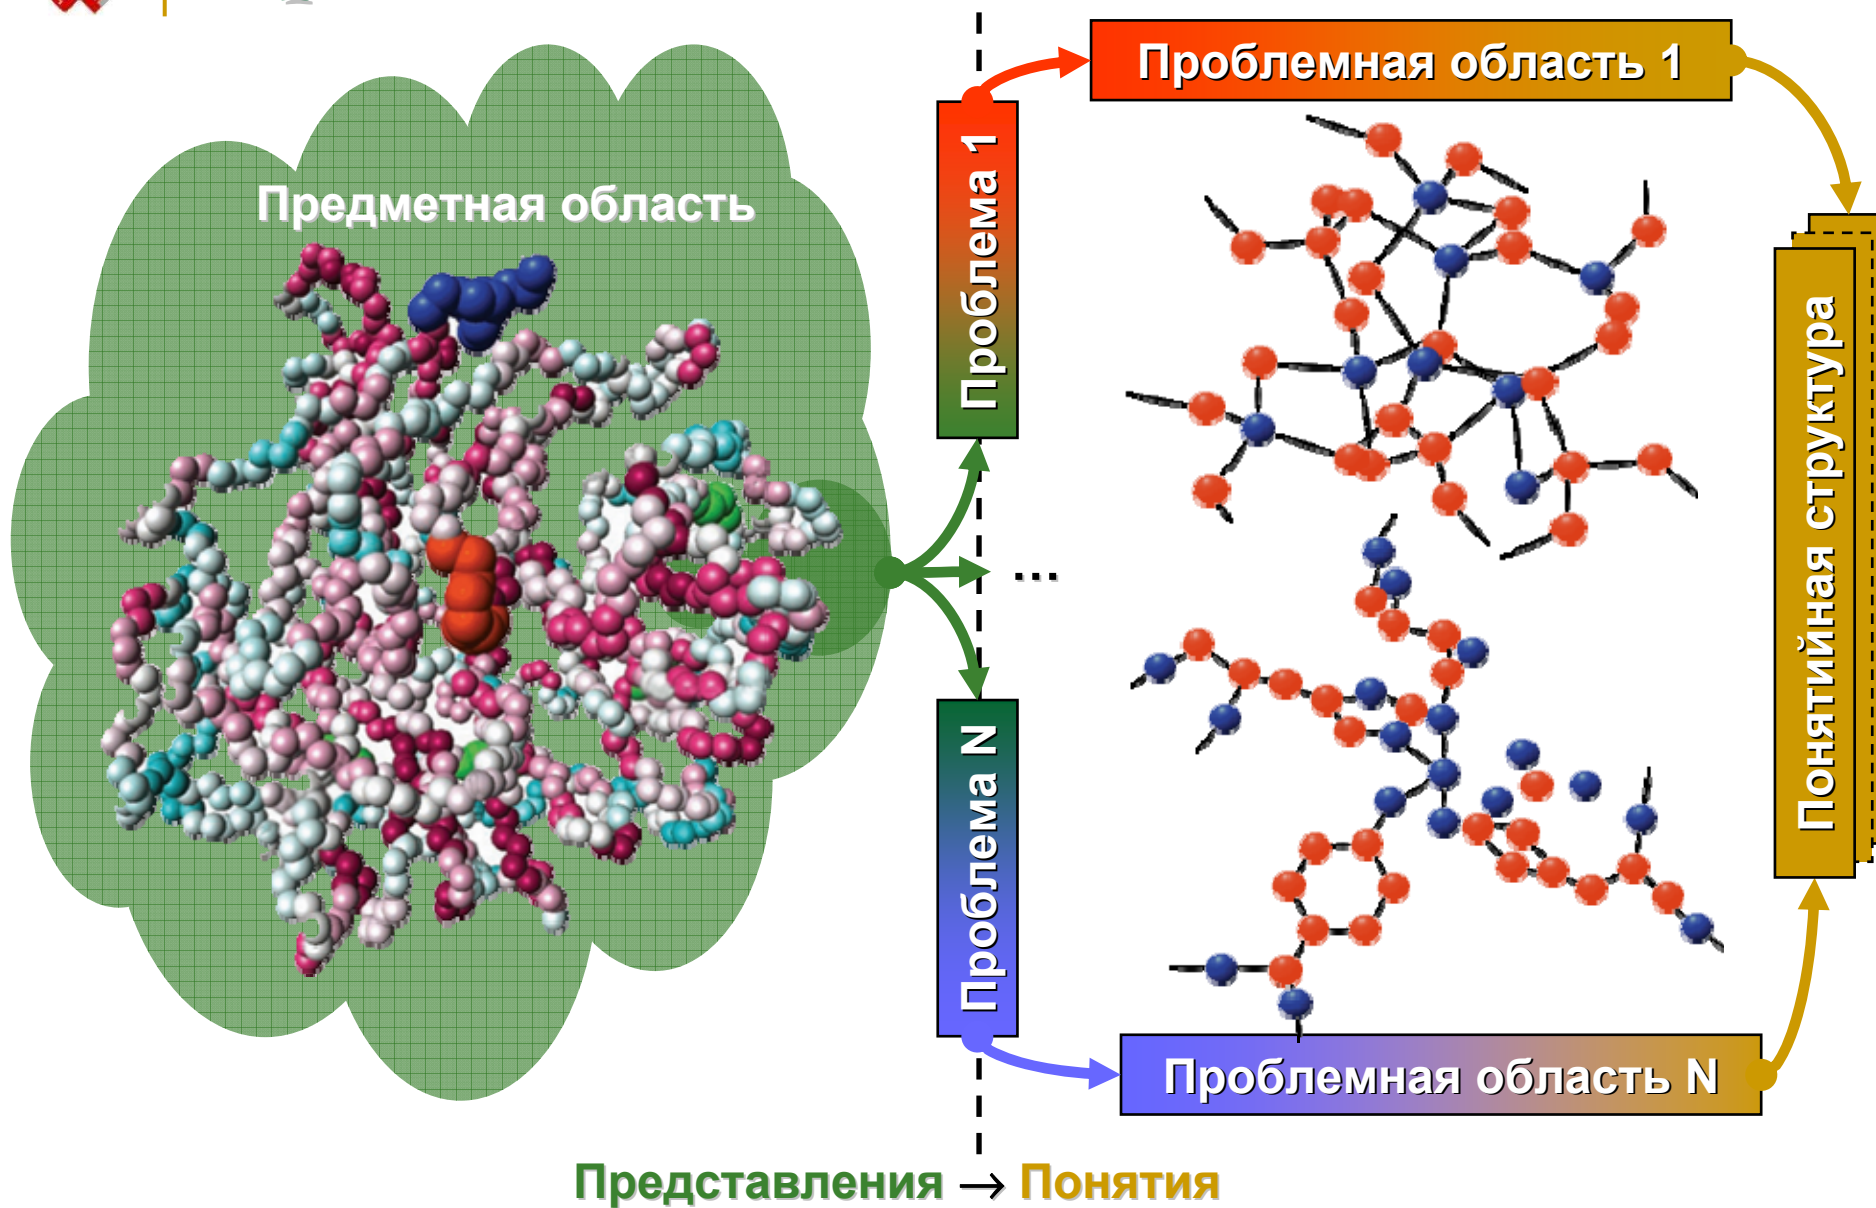 Проблемная область 1
Проблема 1
Предметная область
Понятийная структура
...
Проблема N
Проблемная область N
Представления → Понятия